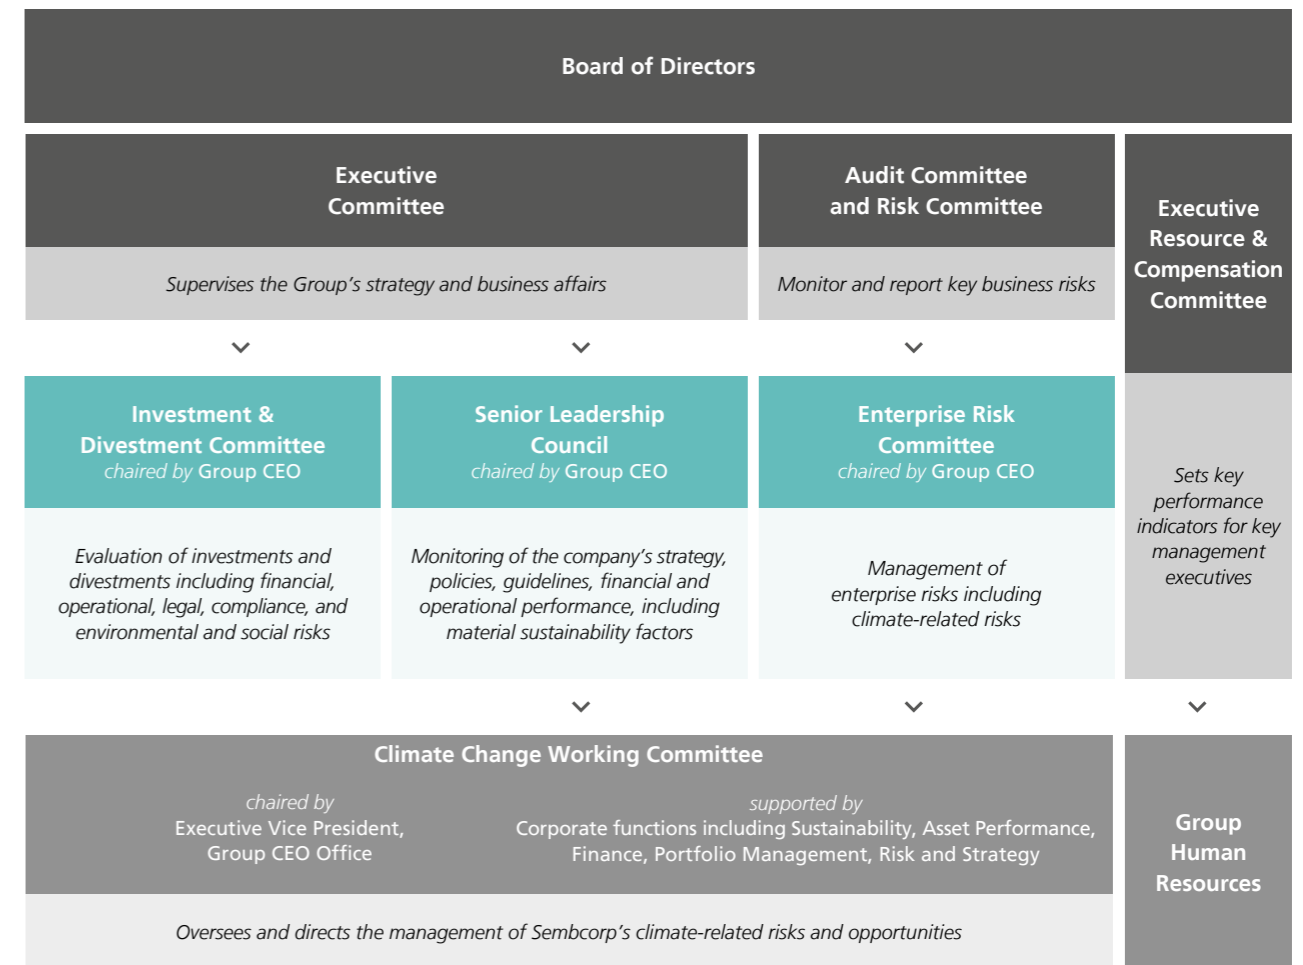 Board of Directors
Executive
Committee
Supervises the Group's strategy and business affairs
Audit Committee
and Risk Committee
Monitor and report key business risks
Executive
Resource &
Compensation
Committee
Sets key
performance
indicators for key
management
executives
Investment &
Divestment Committee
chaired by Group CEO
Evaluation of investments and
divestments including financial,
operational, legal, compliance, and
environmental and social risks
Senior Leadership
Council
chaired by Group CEO
Monitoring of the company's strategy,
policies, guidelines, financial and
operational performance, including
material sustainability factors
Enterprise Risk
Committee
chaired by Group CEO
Management of
enterprise risks including
climate-related risks
Climate Change Working Committee
chaired by
Executive Vice President,
Group CEO Office
supported by
Corporate functions including Sustainability, Asset Performance,
Finance, Portfolio Management, Risk and Strategy
Oversees and directs the management of Sembcorp's climate-related risks and opportunities
Group
Human
Resources